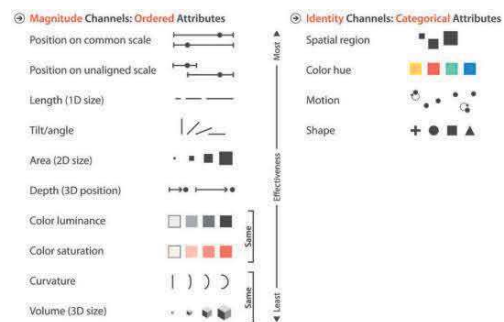 Magnitude Channels: Ordered Attributes
Position on common scale
Position on unaligned scale
Length (1D size)
Tilt/angle
Area (2D size)
Depth (3D position)
Color luminance
Color saturation
Curvature
Volume (3D size)
Same
Same
Most
Effectiveness
Least
Identity Channels: Categorical Attributes
Spatial region
Color hue
Motion
Shape